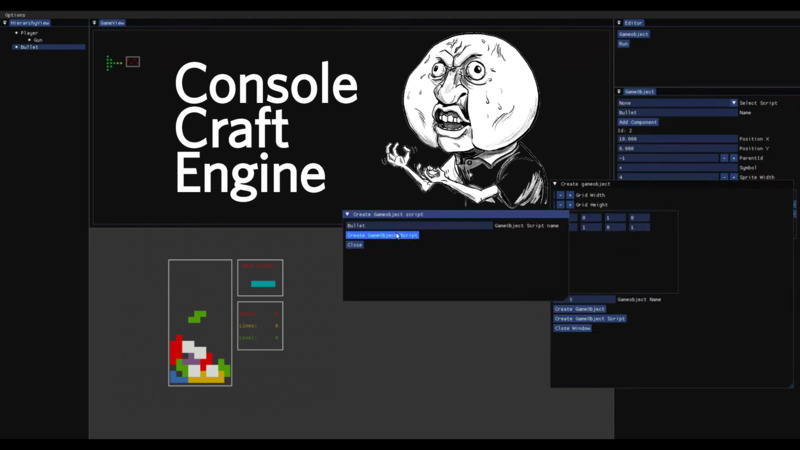 Options
HierarchyView
Player
Gun
Bullet
GameView
Console
Craft
Engine
Editor
Gameobject
Run
GameObject
None
Select Script
Bullet
Name
Add Component
Id: 2
10.000
Position X
6.000
Position Y
-1
- +
ParentId
Symbol
4
- +
Sprite Width
Create gameobject
- + Grid Width
- + Grid Height
0 1 0
1 0 1
Gameobject Name
Create GameObject
Create GameObject Script
Close Window
Create Gameobject script
Bullet
GameObject Script name
Create GameObject Script
Close
Lines:
Level: